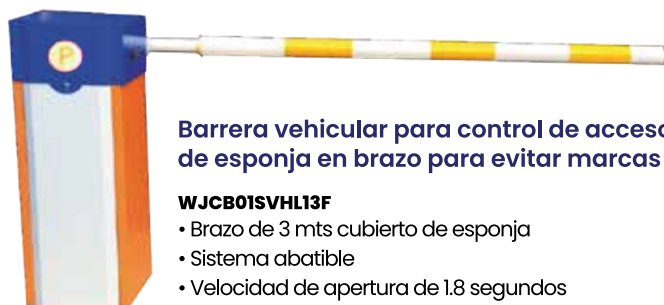 P
Barrera vehicular para control de acceso
de esponja en brazo para evitar marcas
WJCB01SVHL13F
• Brazo de 3 mts cubierto de esponja
• Sistema abatible
• Velocidad de apertura de 1.8 segundos